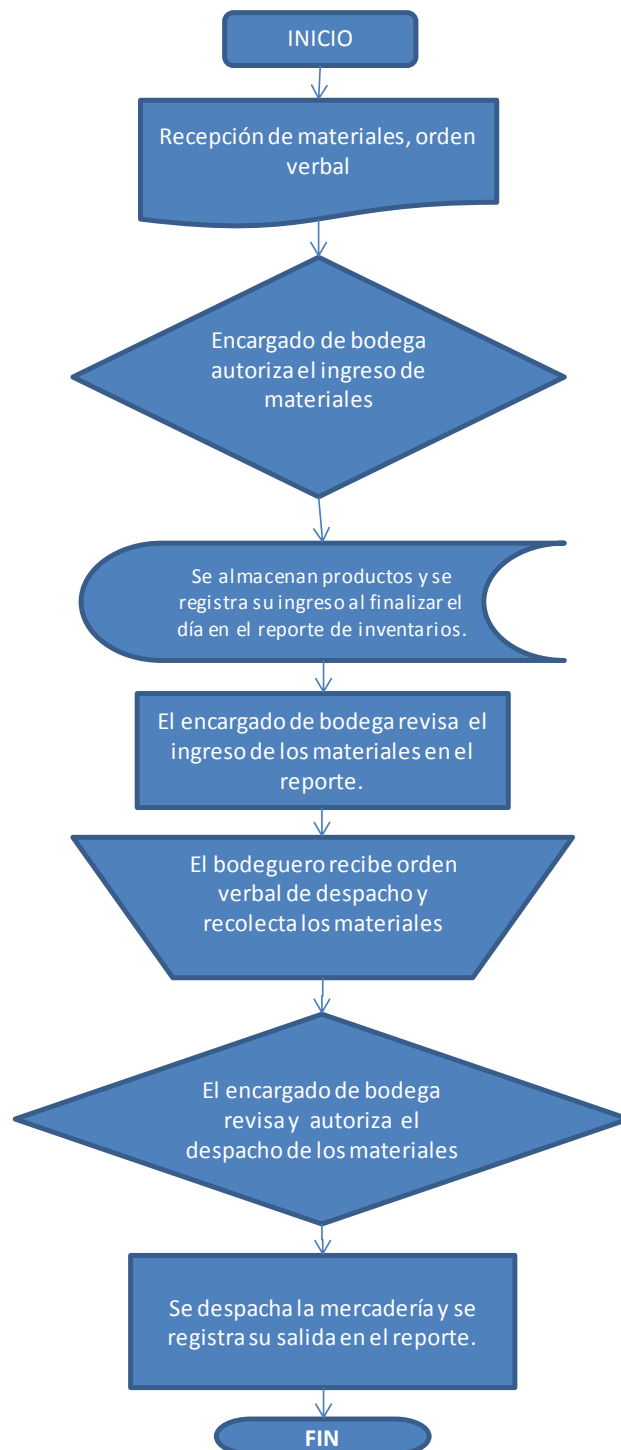 INICIO
Recepción de materiales, orden
verbal
Encargado de bodega
autoriza el ingreso de
materiales
Se almacenan productos y se
registra su ingreso al finalizar el
día en el reporte de inventarios.
El encargado de bodega revisa el
ingreso de los materiales en el
reporte.
El bodeguero recibe orden
verbal de despacho y
recolecta los materiales
El encargado de bodega
revisa y autoriza el
despacho de los materiales
Se despacha la mercadería y se
registra su salida en el reporte.
FIN